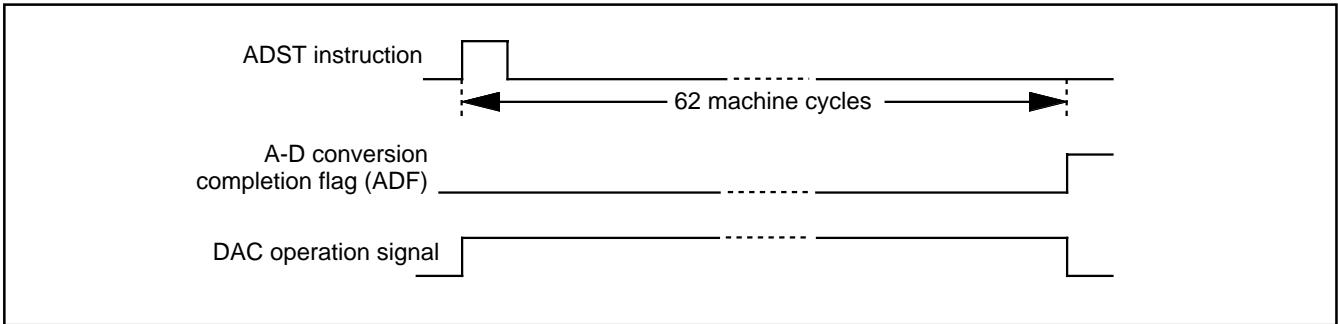 ADST instruction
62 machine cycles
A-D conversion
completion flag (ADF)
DAC operation signal